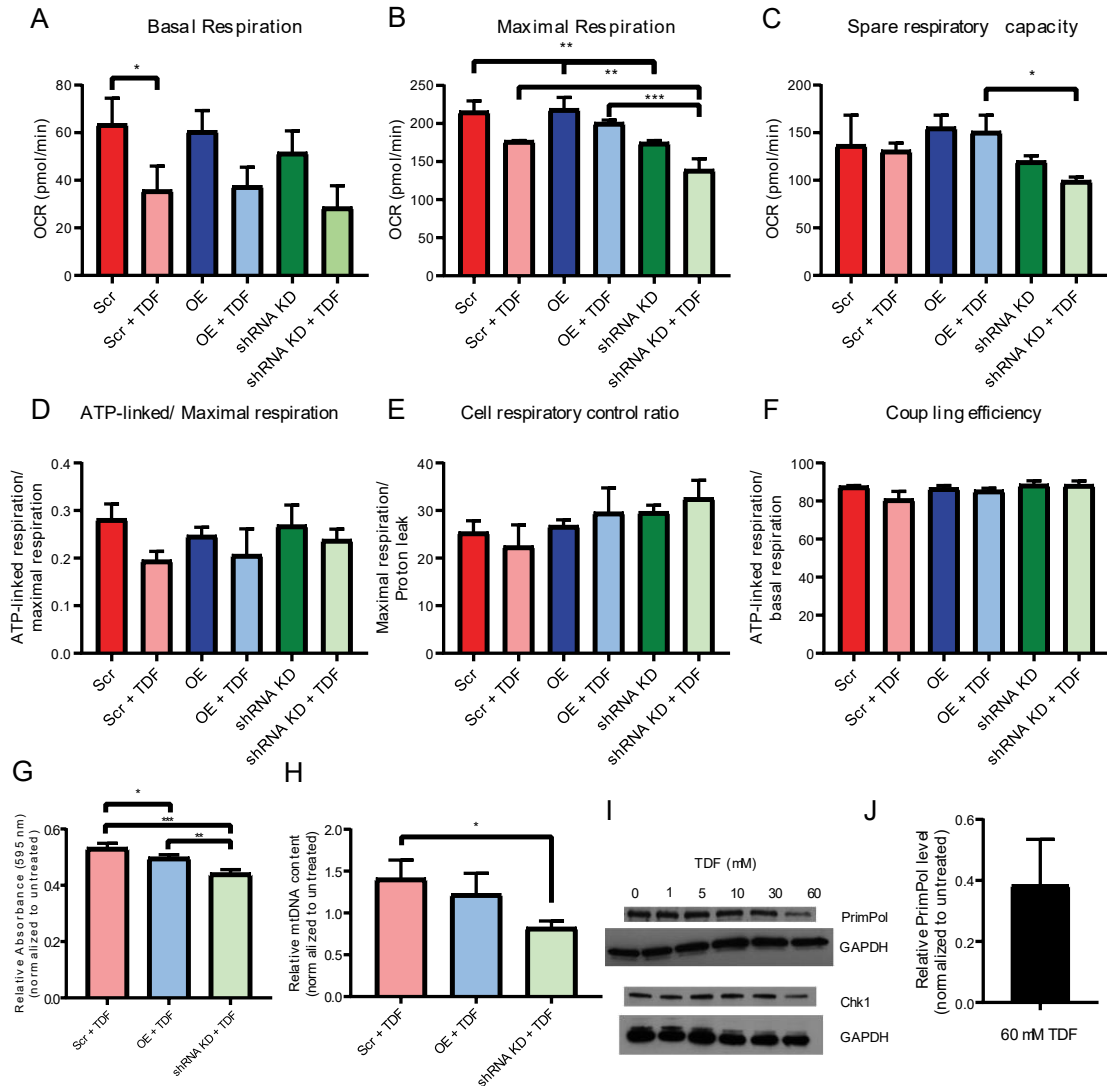 A
Basal Respiration
OCR (pmol/min)
80
60
40
20
0
*
Scr
Scr + TDF
OE
OE + TDF
shRNA KD
shRNA KD + TDF
B
Maximal Respiration
OCR (pmol/min)
250
200
150
100
50
0
**
**
***
Scr
Scr + TDF
OE
OE + TDF
shRNA KD
shRNA KD + TDF
C
Spare respiratory capacity
OCR (pmol/min)
200
150
100
50
0
*
Scr
Scr + TDF
OE
OE + TDF
shRNA KD
shRNA KD + TDF
D
ATP-linked/ Maximal respiration
ATP-linked respiration/
maximal respiration
0.4
0.3
0.2
0.1
0.0
Scr
Scr + TDF
OE
OE + TDF
shRNA KD
shRNA KD + TDF
E
Cell respiratory control ratio
Maximal respiration/
Proton leak
40
30
20
10
0
Scr
Scr + TDF
OE
OE + TDF
shRNA KD
shRNA KD + TDF
F
Coup ling efficiency
ATP-linked respiration/
basal respiration
100
80
60
40
20
0
Scr
Scr + TDF
OE
OE + TDF
shRNA KD
shRNA KD + TDF
G
Relative Absorbance (595 nm)
(normalized to untreated)
0.6
0.4
0.2
0.0
*
***
**
Scr + TDF
OE + TDF
shRNA KD + TDF
H
Relative mtDNA content
(norm alized to untreated)
2.0
1.5
1.0
0.5
0.0
*
Scr + TDF
OE + TDF
shRNA KD + TDF
I
TDF (mM)
0 1 5 10 30 60
PrimPol
GAPDH
Chk1
GAPDH
J
Relative PrimPol level
(normalized to untreated)
0.6
0.4
0.2
0.0
60 mM TDF